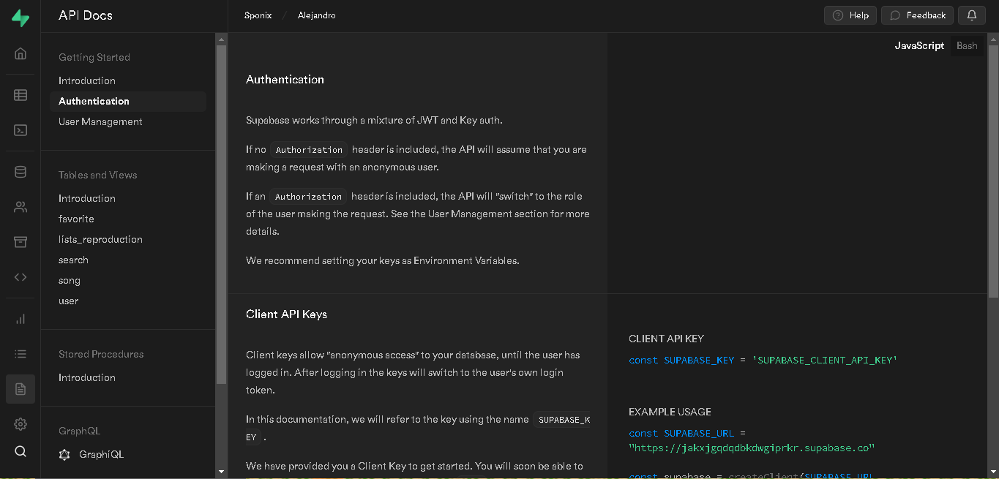 API Docs
Sponix / Alejandro
Help
Feedback
Getting Started
Introduction
Authentication
User Management
Tables and Views
Introduction
favorite
lists_reproduction
search
song
user
Stored Procedures
Introduction
GraphQL
GraphiQL
JavaScript
Bash
Authentication
Supabase works through a mixture of JWT and Key auth.
If no Authorization header is included, the API will assume that you are
making a request with an anonymous user.
If an Authorization header is included, the API will "switch" to the role
of the user making the request. See the User Management section for more
details.
We recommend setting your keys as Environment Variables.
Client API Keys
Client keys allow "anonymous access" to your database, until the user has
logged in. After logging in the keys will switch to the user's own login
token.
In this documentation, we will refer to the key using the name SUPABASE_K
EY .
We have provided you a Client Key to get started. You will soon be able to
CLIENT API KEY
const SUPABASE_KEY = 'SUPABASE_CLIENT_API_KEY'
EXAMPLE USAGE
const SUPABASE_URL =
"https://jakxjgqdqdbkdwgiprkr.supabase.co"
const supabase = createClient(SUPABASE_URL